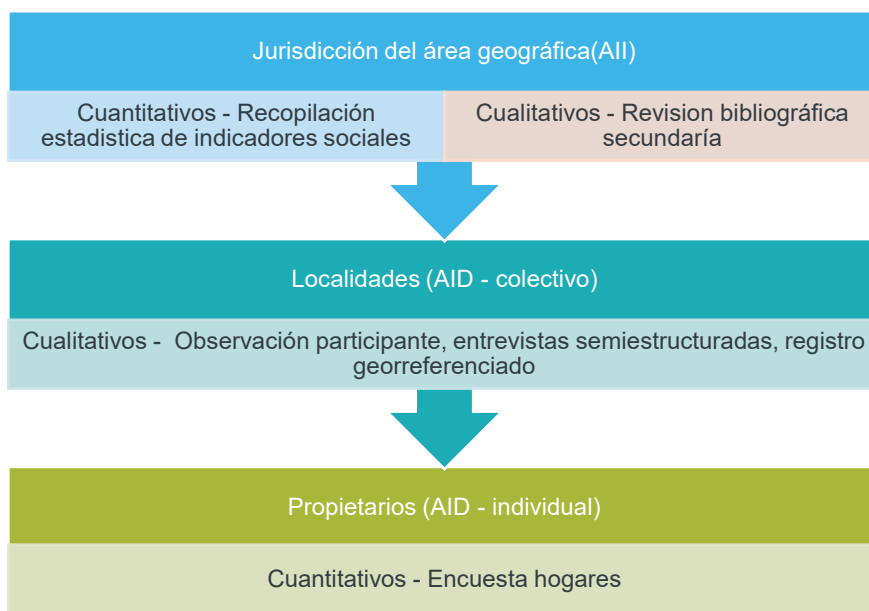 Jurisdicción del área geográfica(AII)
Cuantitativos - Recopilación
estadistica de indicadores sociales
Cualitativos - Revision bibliográfica
secundaría
Localidades (AID - colectivo)
Cualitativos -  Observación participante, entrevistas semiestructuradas, registro
georreferenciado
Propietarios (AID - individual)
Cuantitativos - Encuesta hogares